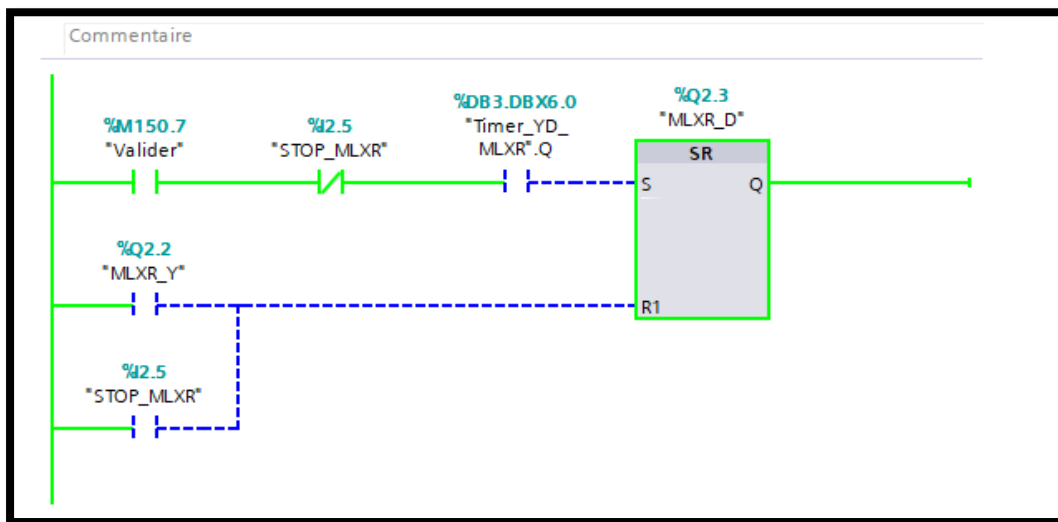 Commentaire
%M150.7
"Valider"
%I2.5
"STOP_MLXR"
%DB3.DBX6.0
"Timer_YD_
MLXR".Q
%Q2.3
"MLXR_D"
SR
S Q
%Q2.2
"MLXR_Y"
R1
%I2.5
"STOP_MLXR"